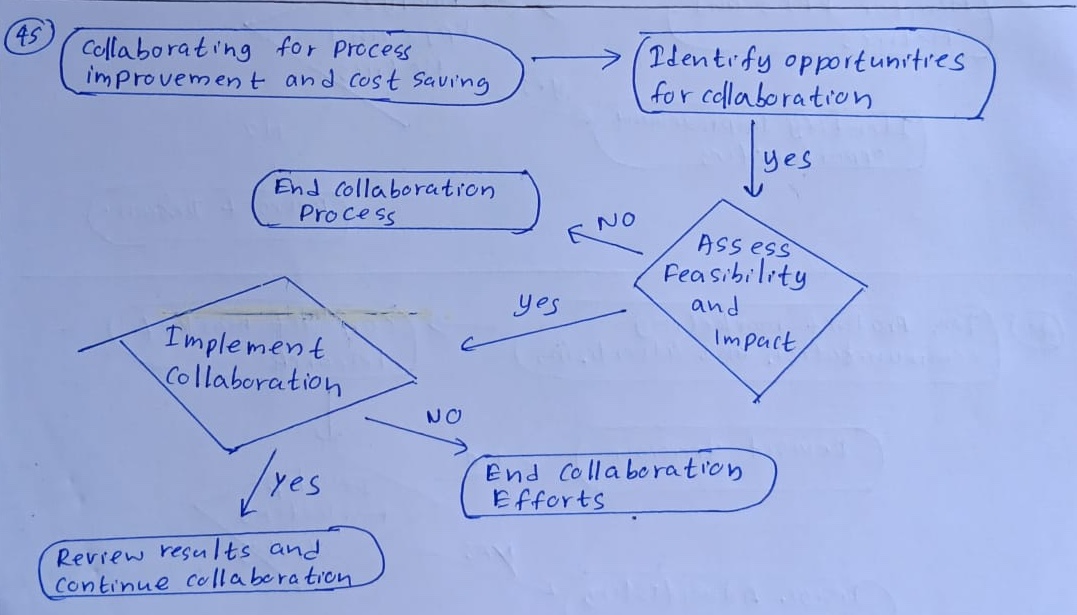 45
Collaborating for Process
improvement and cost saving
Identify opportunities
for collaboration
yes
End Collaboration
Process
NO
Assess
Feasibility
and
Impact
yes
Implement
Collaboration
NO
End Collaboration
Efforts
Yes
Review results and
continue collaboration